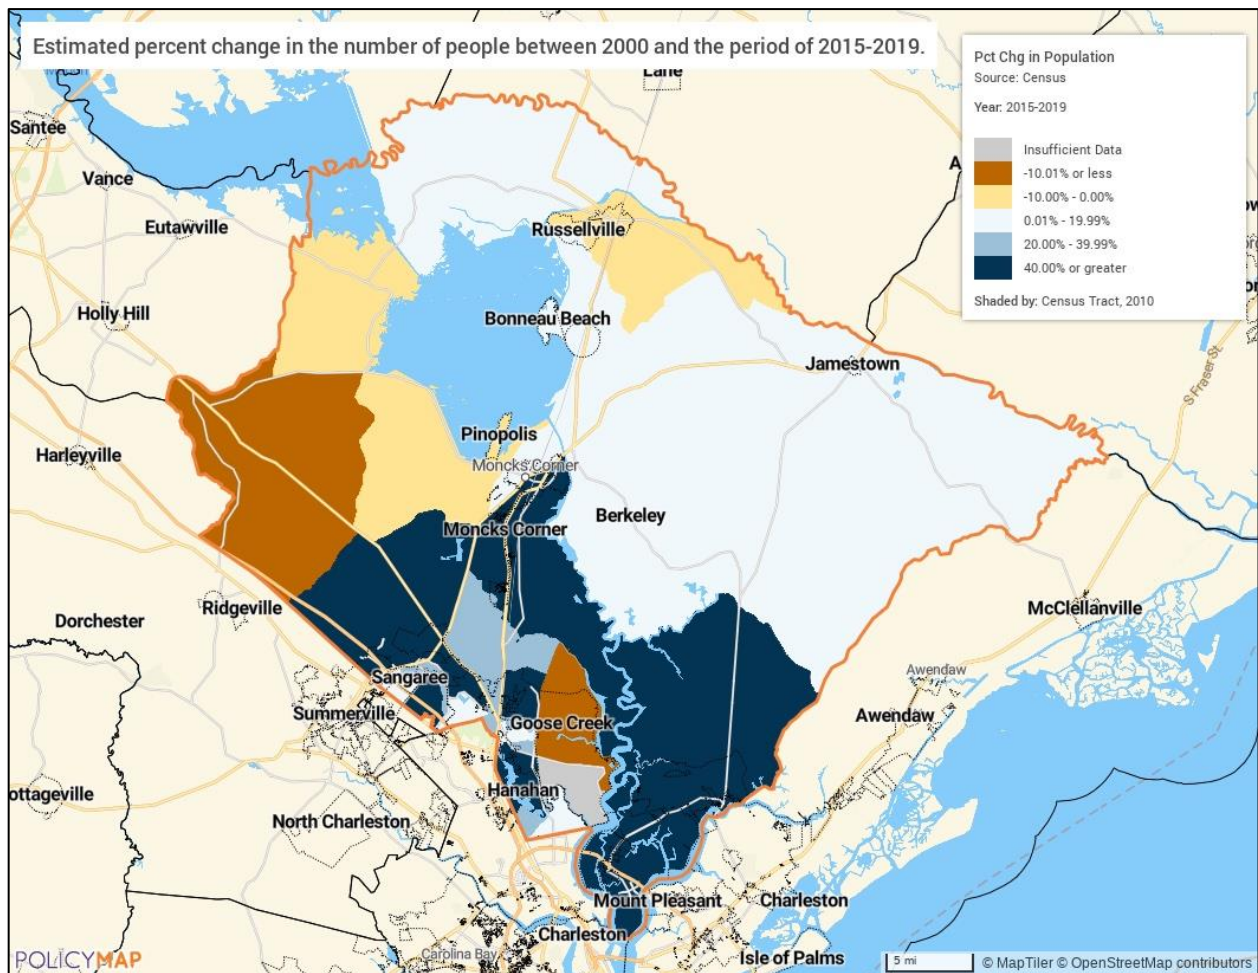 Estimated percent change in the number of people between 2000 and the period of 2015-2019.
Pct Chg in Population
Source: Census
Year: 2015-2019
Insufficient Data
-10.01% or less
-10.00% - 0.00%
0.01% - 19.99%
20.00% - 39.99%
40.00% or greater
Shaded by: Census Tract, 2010
Lane
Santee
Vance
Eutawville
Russellville
Holly Hill
Bonneau Beach
Jamestown
S Fraser St.
Pinopolis
Harleyville
Moncks Corner
Moncks Corner
Berkeley
Ridgeville
McClellanville
Dorchester
Sangaree
Awendaw
Summerville
Goose Creek
Awendaw
ottageville
Hanahan
North Charleston
Mount Pleasant
Charleston
Charleston
Carolina Bay
Isle of Palms
POLICYMAP
5 mi
© MapTiler © OpenStreetMap contributors